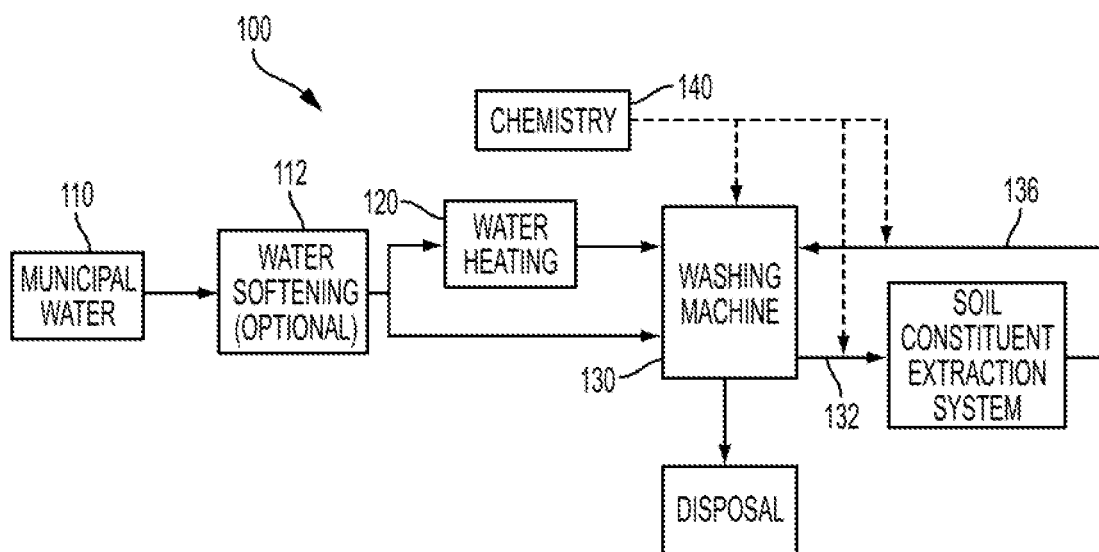 100
140
CHEMISTRY
110
112
120
136
MUNICIPAL
WATER
WATER
SOFTENING
(OPTIONAL)
WATER
HEATING
WASHING
MACHINE
130
132
SOIL
CONSTITUENT
EXTRACTION
SYSTEM
DISPOSAL